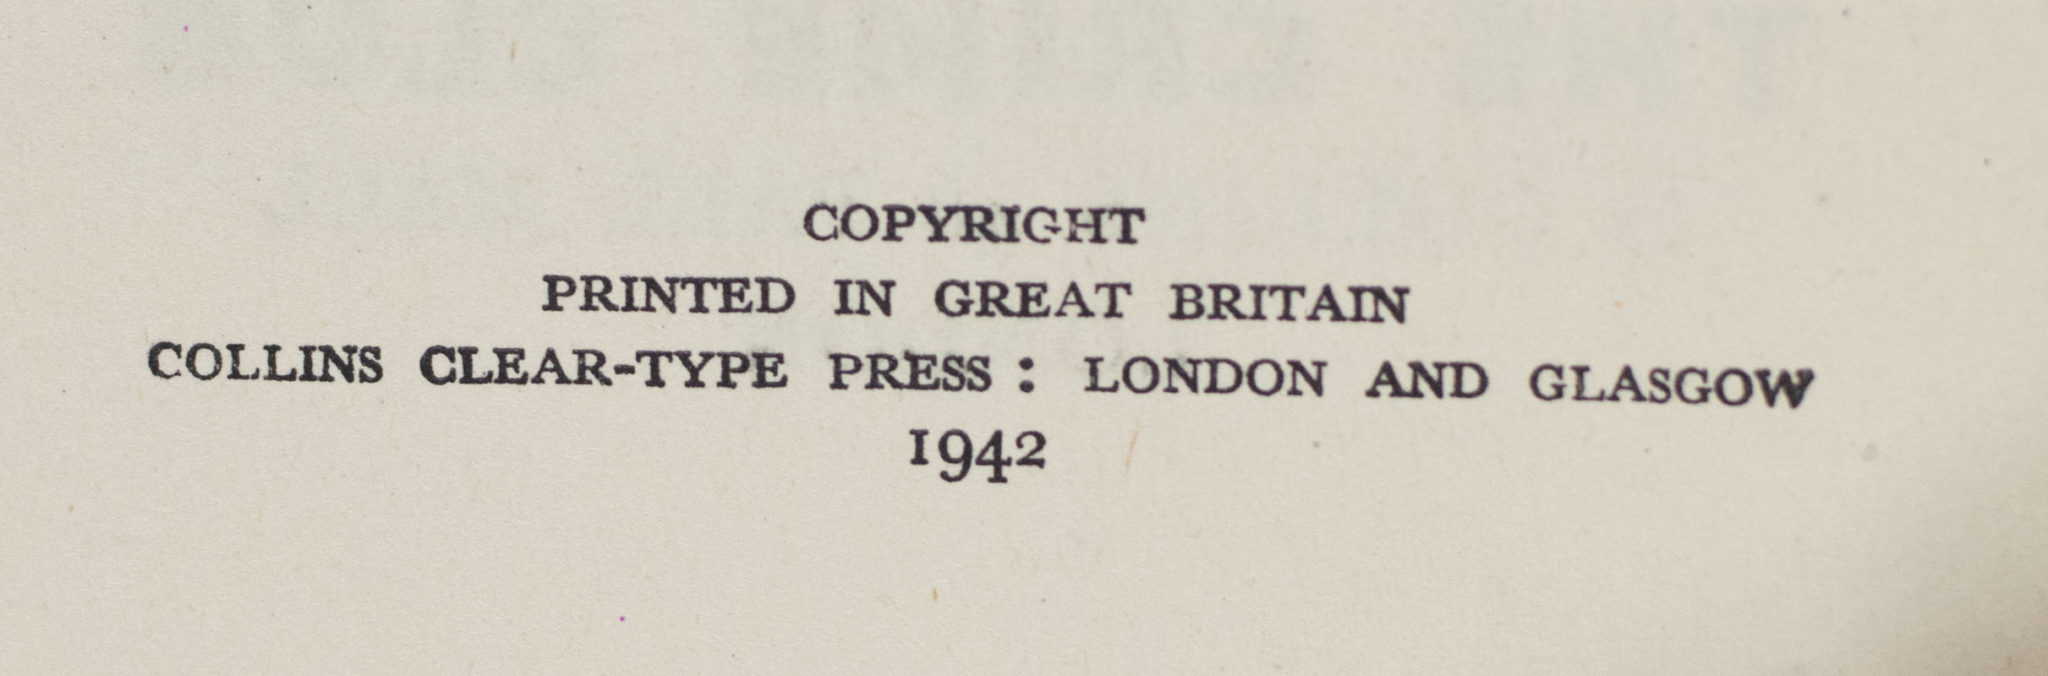 COPYRIGHT
PRINTED IN GREAT BRITAIN
COLLINS CLEAR-TYPE PRESS : LONDON AND GLASGOW
1942